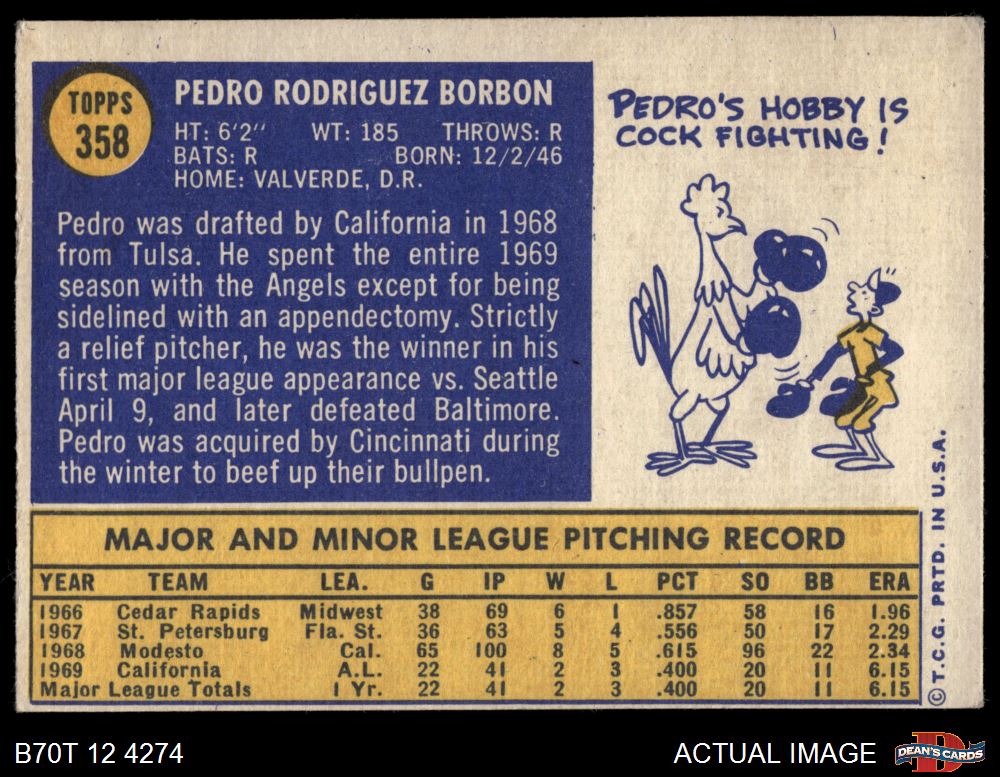 TOPPS
358
PEDRO RODRIGUEZ BORBON
HT: 6'2" WT: 185 THROWS: R
BATS: R BORN: 12/2/46
HOME: VALVERDE, D.R.
Pedro was drafted by California in 1968
from Tulsa. He spent the entire 1969
season with the Angels except for being
sidelined with an appendectomy. Strictly
a relief pitcher, he was the winner in his
first major league appearance vs. Seattle
April 9, and later defeated Baltimore.
Pedro was acquired by Cincinnati during
the winter to beef up their bullpen.
PEDRO'S HOBBY IS
COCK FIGHTING!
MAJOR AND MINOR LEAGUE PITCHING RECORD
YEAR TEAM LEA. G IP W L PCT SO BB ERA
1966 Cedar Rapids Midwest 38 69 6 1 .857 58 16 1.96
1967 St. Petersburg Fla. St. 36 63 5 4 .556 50 17 2.29
1968 Modesto Cal. 65 100 8 5 .615 96 22 2.34
1969 California A.L. 22 41 2 3 .400 20 11 6.15
Major League Totals 1 Yr. 22 41 2 3 .400 20 11 6.15
© T.C.G. PRTD. IN U.S.A.
B70T 12 4274
ACTUAL IMAGE
D
DEAN'S CARDS